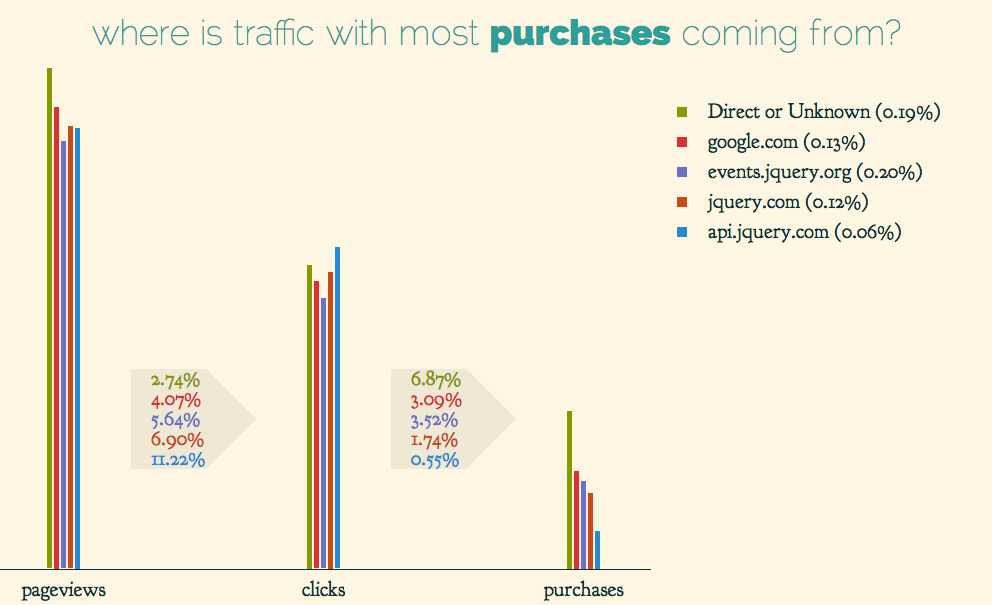 where is traffic with most purchases coming from?
Direct or Unknown (0.19%)
google.com (0.13%)
events.jquery.org (0.20%)
jquery.com (0.12%)
api.jquery.com (0.06%)
2.74%
4.07%
5.64%
6.90%
11.22%
6.87%
3.09%
3.52%
1.74%
0.55%
pageviews clicks purchases